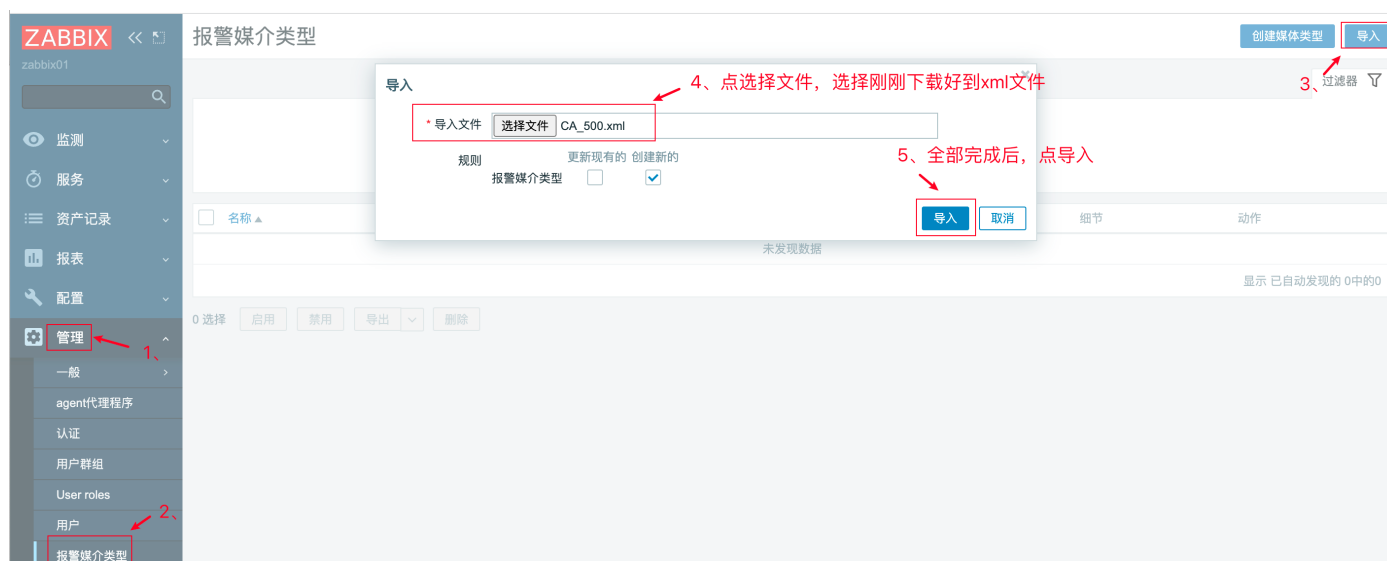 ZABBIX
zabbix01
监测
服务
资产记录
报表
配置
管理
1、
一般
agent代理程序
认证
用户群组
User roles
用户
2、
报警媒介类型
报警媒介类型
创建媒体类型
导入
3、
过滤器
导入
4、点选择文件，选择刚刚下载好到xml文件
* 导入文件
选择文件 CA_500.xml
规则
更新现有的 创建新的
报警媒介类型
5、全部完成后，点导入
导入
取消
名称
细节
动作
未发现数据
显示 已自动发现的 0中的0
0 选择
启用
禁用
导出
删除